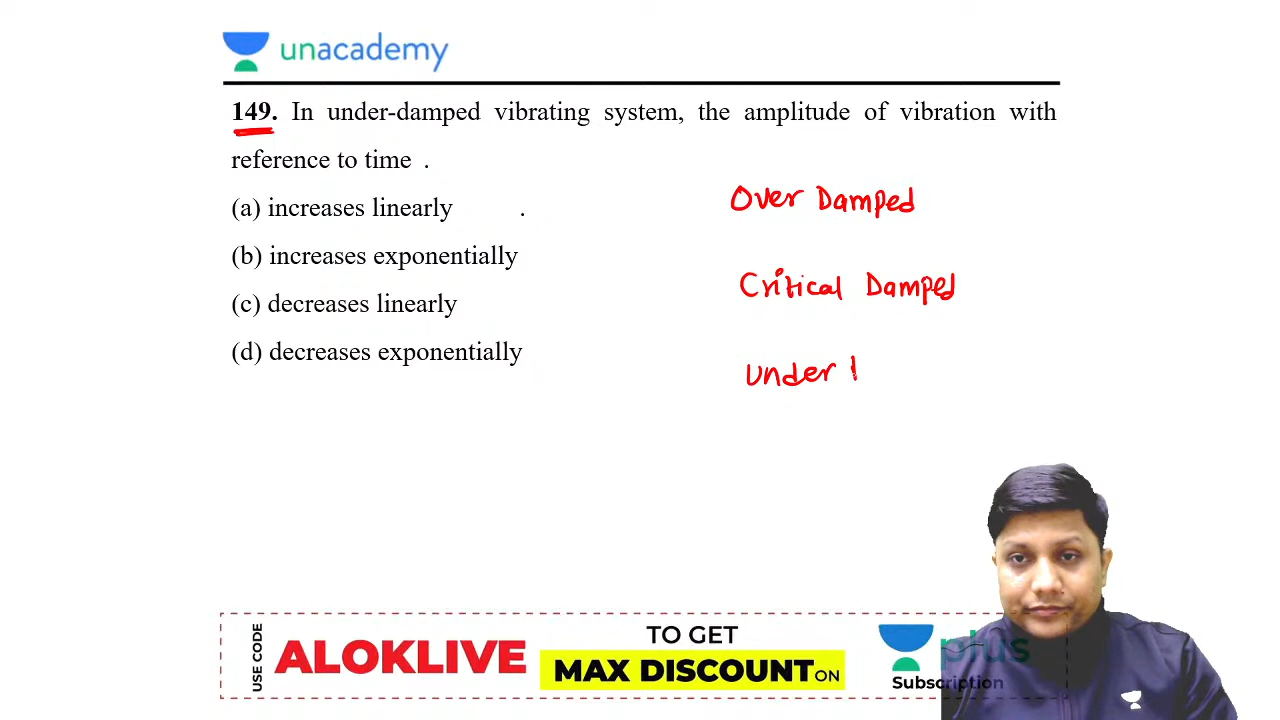 unacademy
149. In under-damped vibrating system, the amplitude of vibration with
reference to time .
(a) increases linearly .
(b) increases exponentially
(c) decreases linearly
(d) decreases exponentially
Over Damped
Critical Damped
Under
USE CODE
ALOKLIVE
TO GET
MAX DISCOUNT ON
plus
Subscription